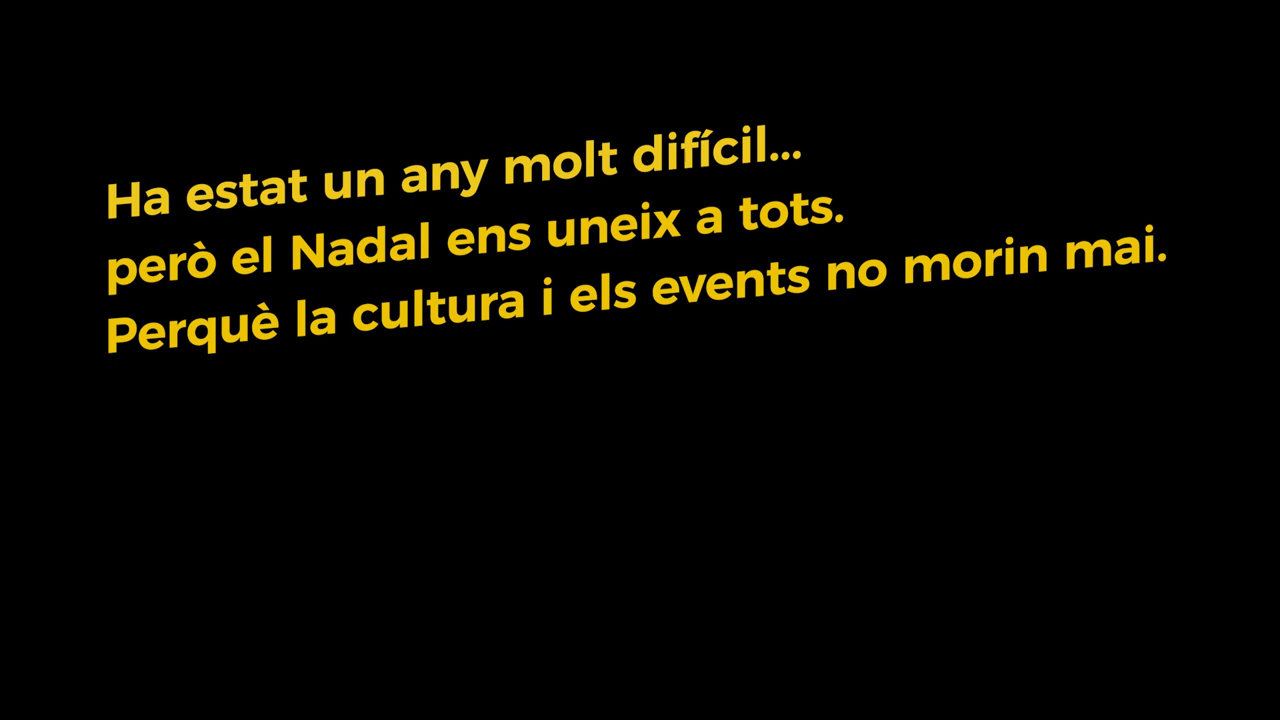 Ha estat un any molt difícil...
però el Nadal ens uneix a tots.
Perquè la cultura i els events no morin mai.